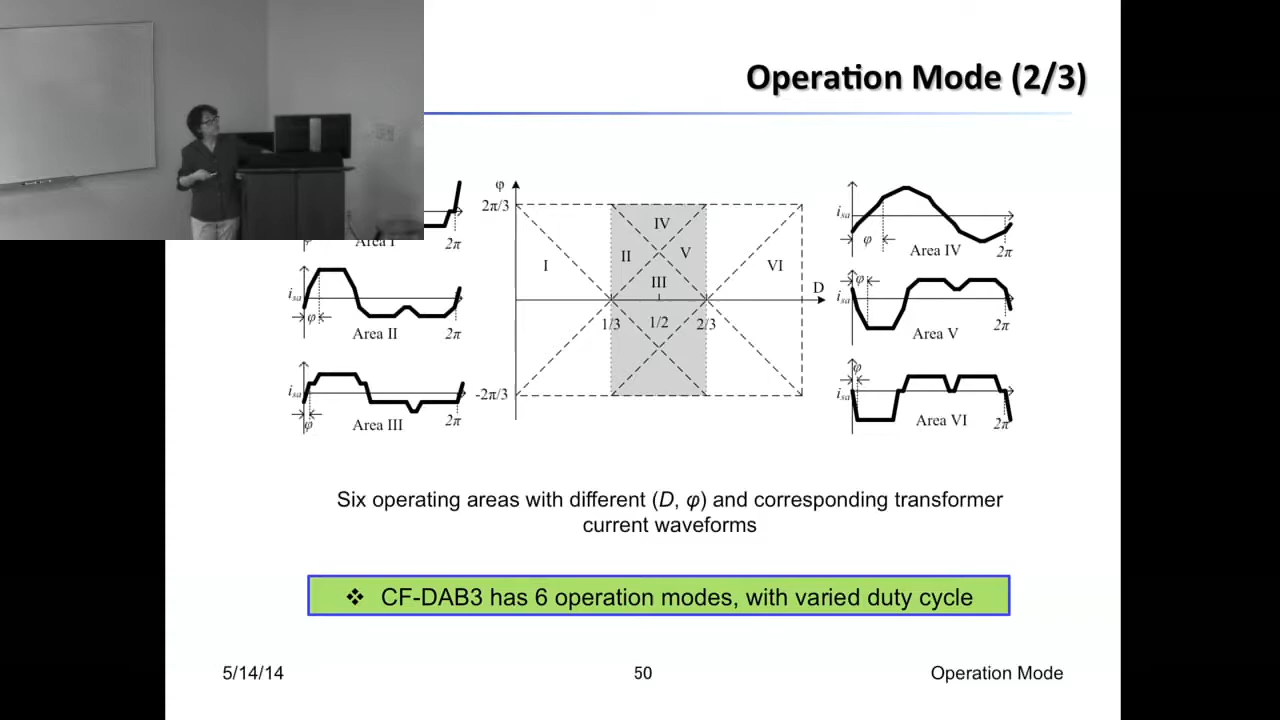 Operation Mode (2/3)
Area I
2π
i_sa
φ
Area II
2π
i_sa
φ
Area III
2π
φ
2π/3
-2π/3
I
II
III
IV
V
VI
D
1/3
1/2
2/3
i_sa
φ
Area IV
2π
i_sa
φ
Area V
2π
i_sa
φ
Area VI
2π
Six operating areas with different (D, φ) and corresponding transformer
current waveforms
❖ CF-DAB3 has 6 operation modes, with varied duty cycle
5/14/14
50
Operation Mode